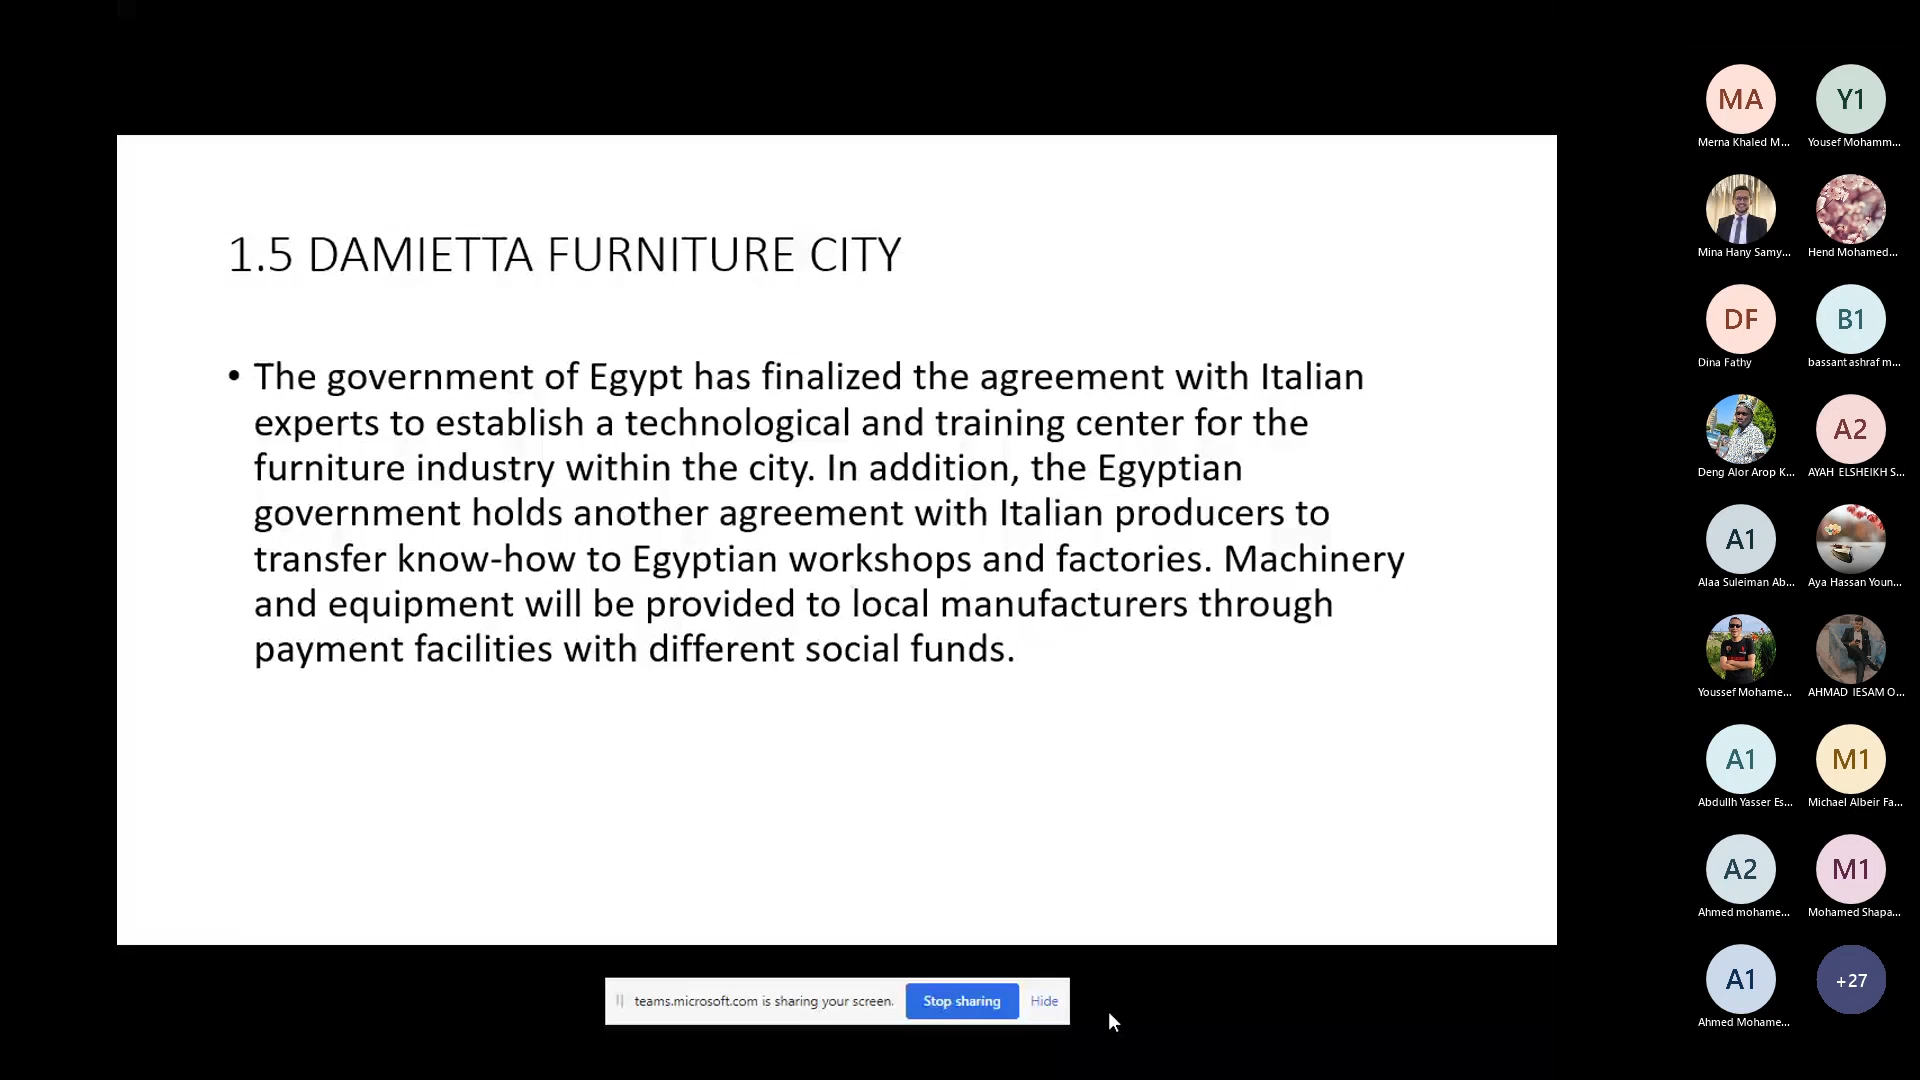 1.5 DAMIETTA FURNITURE CITY
• The government of Egypt has finalized the agreement with Italian
experts to establish a technological and training center for the
furniture industry within the city. In addition, the Egyptian
government holds another agreement with Italian producers to
transfer know-how to Egyptian workshops and factories. Machinery
and equipment will be provided to local manufacturers through
payment facilities with different social funds.
teams.microsoft.com is sharing your screen.
Stop sharing
Hide
MA
Y1
Merna Khaled M...
Yousef Mohamm...
Mina Hany Samy...
Hend Mohamed...
DF
B1
Dina Fathy
bassant ashraf m...
A2
Deng Alor Arop K...
AYAH ELSHEIKH S...
A1
Alaa Suleiman Ab...
Aya Hassan Youn...
Youssef Mohame...
AHMAD IESAM O...
A1
M1
Abdullh Yasser Es...
Michael Albeir Fa...
A2
M1
Ahmed mohame...
Mohamed Shapa...
A1
+27
Ahmed Mohame...